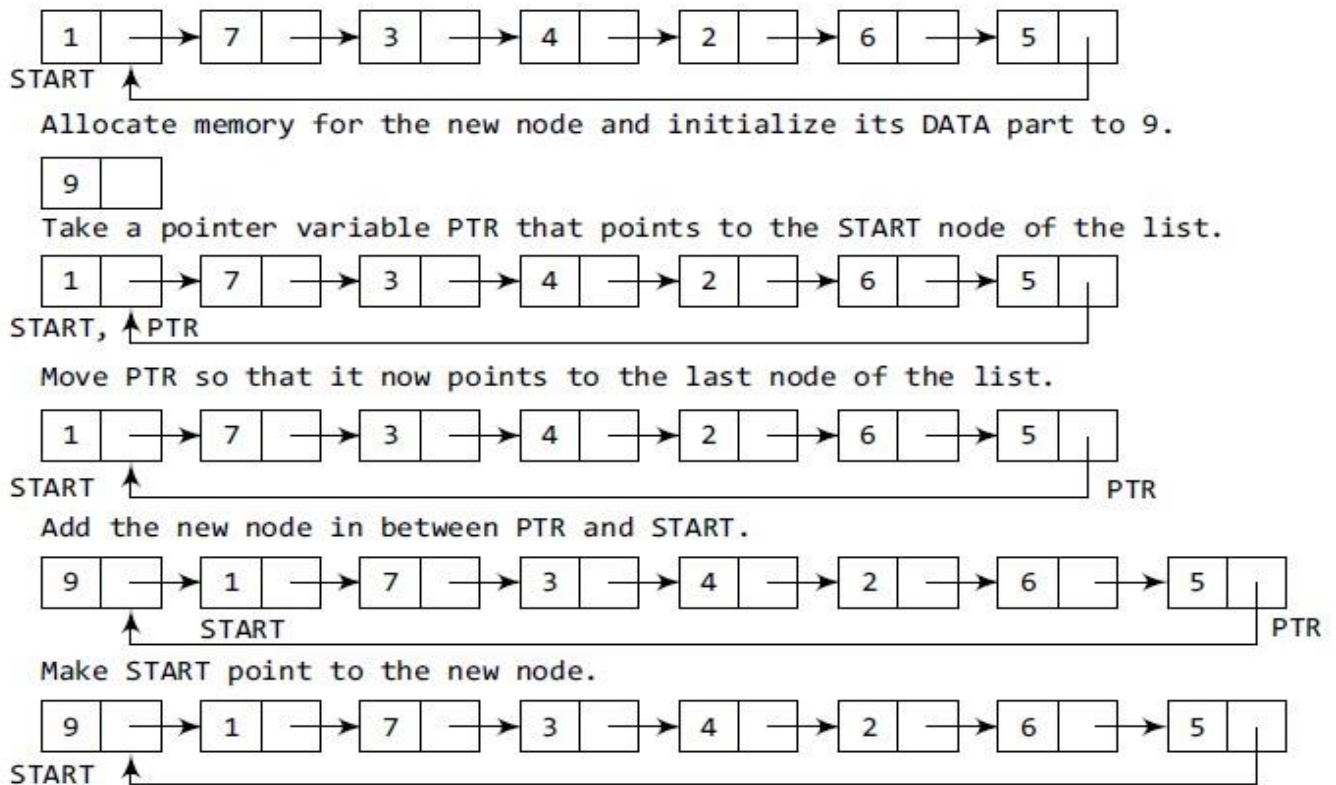 1 7 3 4 2 6 5
START
Allocate memory for the new node and initialize its DATA part to 9.
9
Take a pointer variable PTR that points to the START node of the list.
1 7 3 4 2 6 5
START, PTR
Move PTR so that it now points to the last node of the list.
1 7 3 4 2 6 5
START PTR
Add the new node in between PTR and START.
9 1 7 3 4 2 6 5
START PTR
Make START point to the new node.
9 1 7 3 4 2 6 5
START